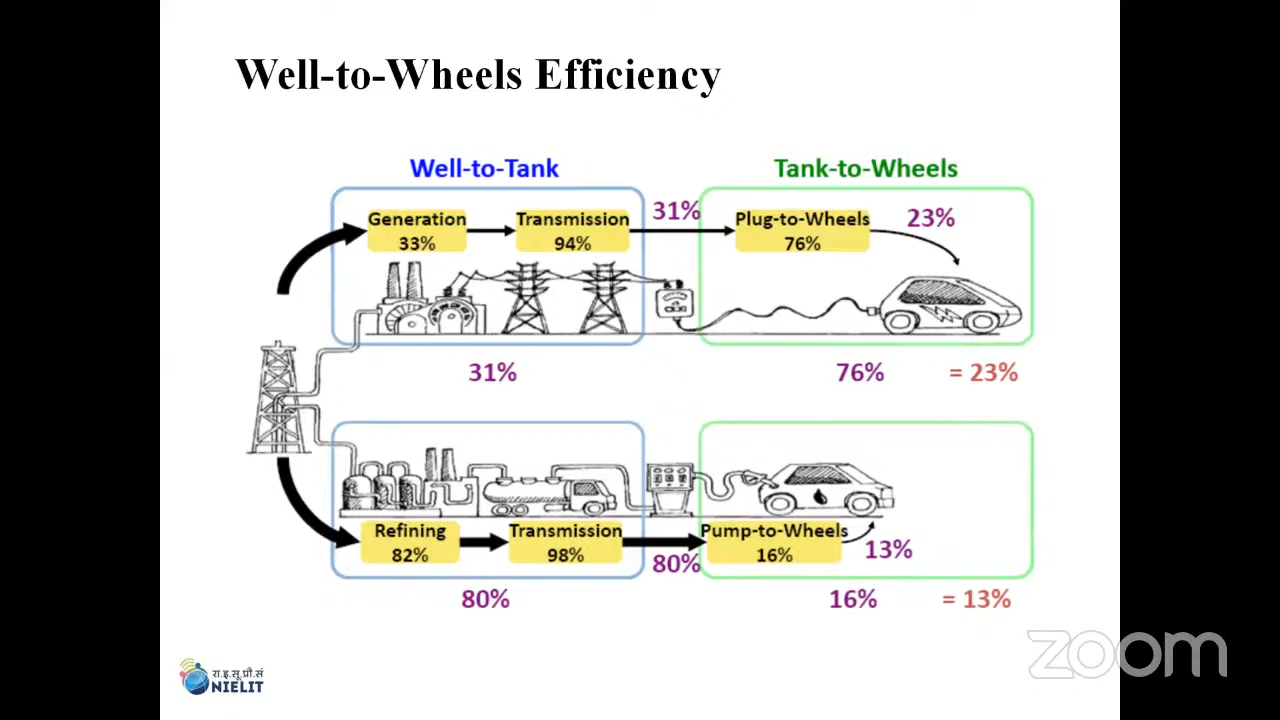 Well-to-Wheels Efficiency
Well-to-Tank
Tank-to-Wheels
Generation
33%
Transmission
94%
31%
Plug-to-Wheels
76%
23%
31%
76%
= 23%
Refining
82%
Transmission
98%
80%
Pump-to-Wheels
16%
13%
80%
16%
= 13%
रा.इ.सू.प्रौ.सं
NIELIT
zoom